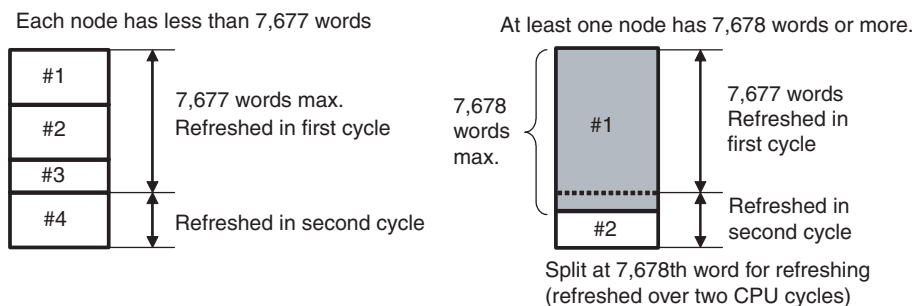 Each node has less than 7,677 words
#1
#2
#3
#4
7,677 words max.
Refreshed in first cycle
Refreshed in second cycle
At least one node has 7,678 words or more.
7,678
words
max.
#1
#2
7,677 words
Refreshed in
first cycle
Refreshed in
second cycle
Split at 7,678th word for refreshing
(refreshed over two CPU cycles)